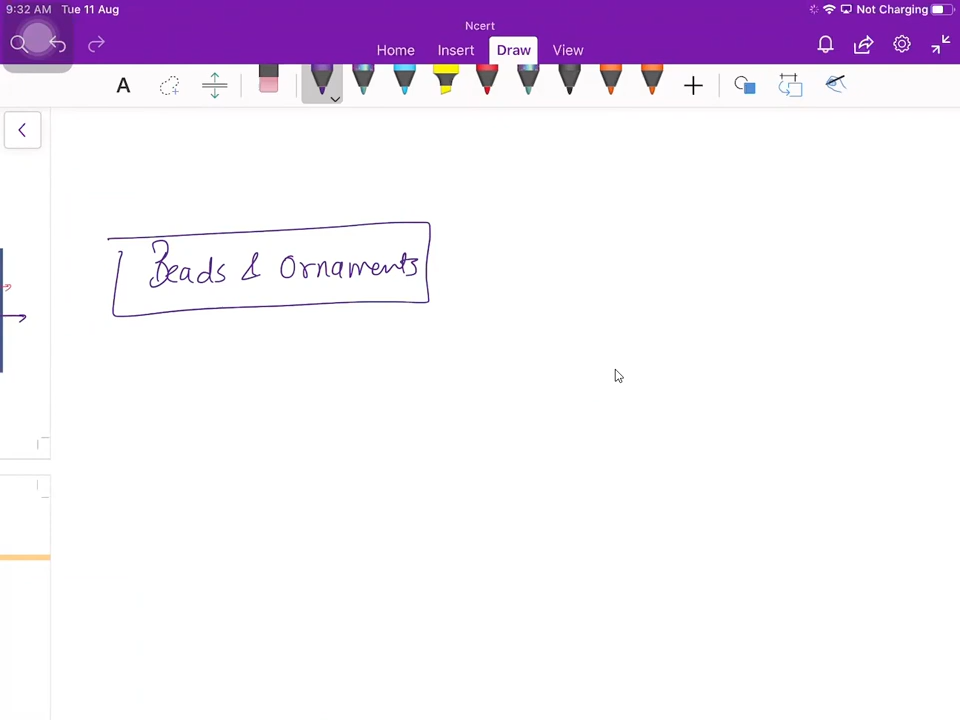 9:32 AM Tue 11 Aug
Not Charging
Ncert
Home Insert Draw View
A
Beads & Ornaments